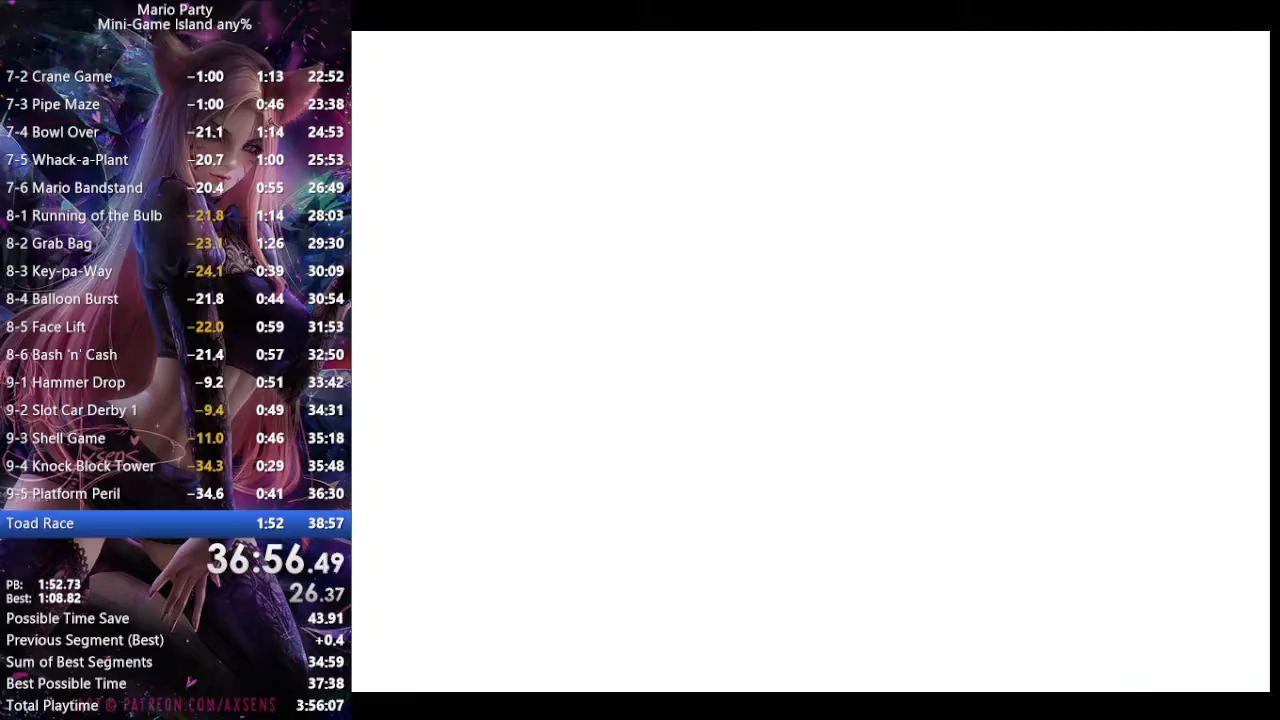 Mario Party
Mini-Game Island any%
7-2 Crane Game −1:00 1:13 22:52
7-3 Pipe Maze −1:00 0:46 23:38
7-4 Bowl Over −21.1 1:14 24:53
7-5 Whack-a-Plant −20.7 1:00 25:53
7-6 Mario Bandstand −20.4 0:55 26:49
8-1 Running of the Bulb −21.8 1:14 28:03
8-2 Grab Bag −23.1 1:26 29:30
8-3 Key-pa-Way −24.1 0:39 30:09
8-4 Balloon Burst −21.8 0:44 30:54
8-5 Face Lift −22.0 0:59 31:53
8-6 Bash 'n' Cash −21.4 0:57 32:50
9-1 Hammer Drop −9.2 0:51 33:42
9-2 Slot Car Derby 1 −9.4 0:49 34:31
9-3 Shell Game −11.0 0:46 35:18
Axsens
9-4 Knock Block Tower −34.3 0:29 35:48
9-5 Platform Peril −34.6 0:41 36:30
Toad Race 1:52 38:57
36:56.49
PB: 1:52.73
Best: 1:08.82
26.37
Possible Time Save 43.91
Previous Segment (Best) +0.4
Sum of Best Segments 34:59
Best Possible Time 37:38
Total Playtime 3:56:07
© PATREON.COM/AXSENS